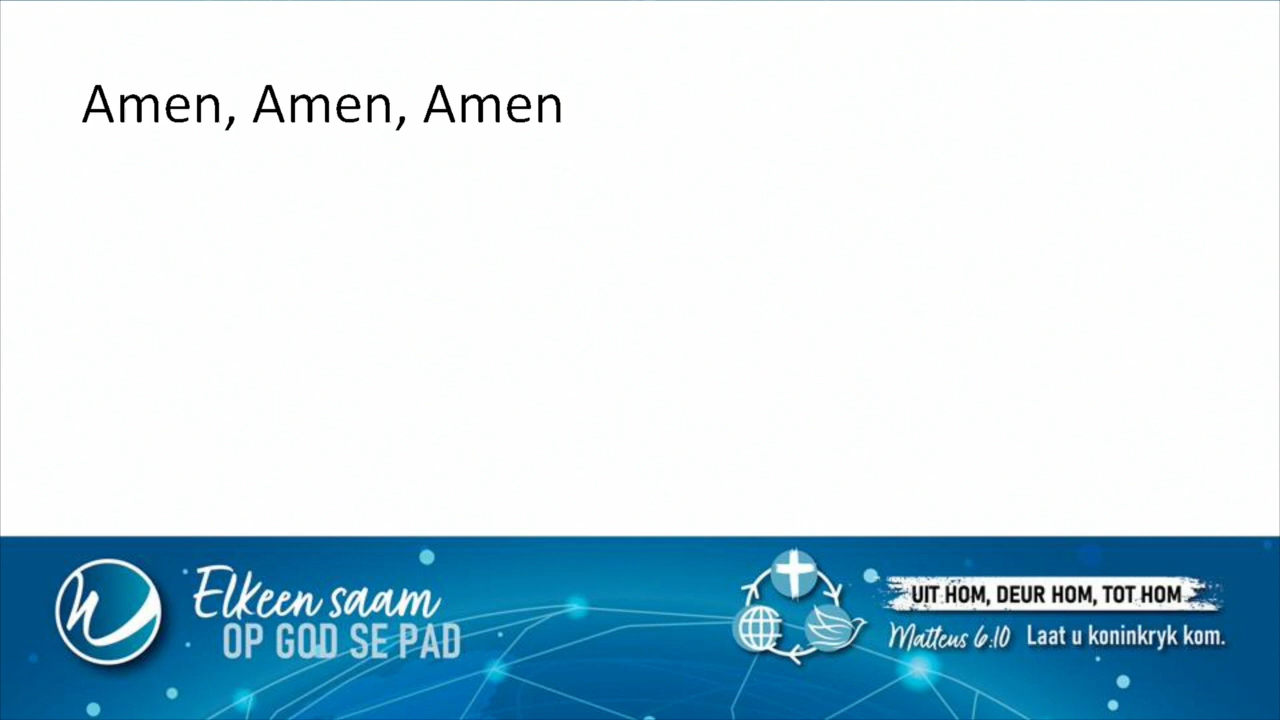 Amen, Amen, Amen
Elkeen saam
OP GOD SE PAD
UIT HOM, DEUR HOM, TOT HOM
Matteus 6:10 Laat u koninkryk kom.